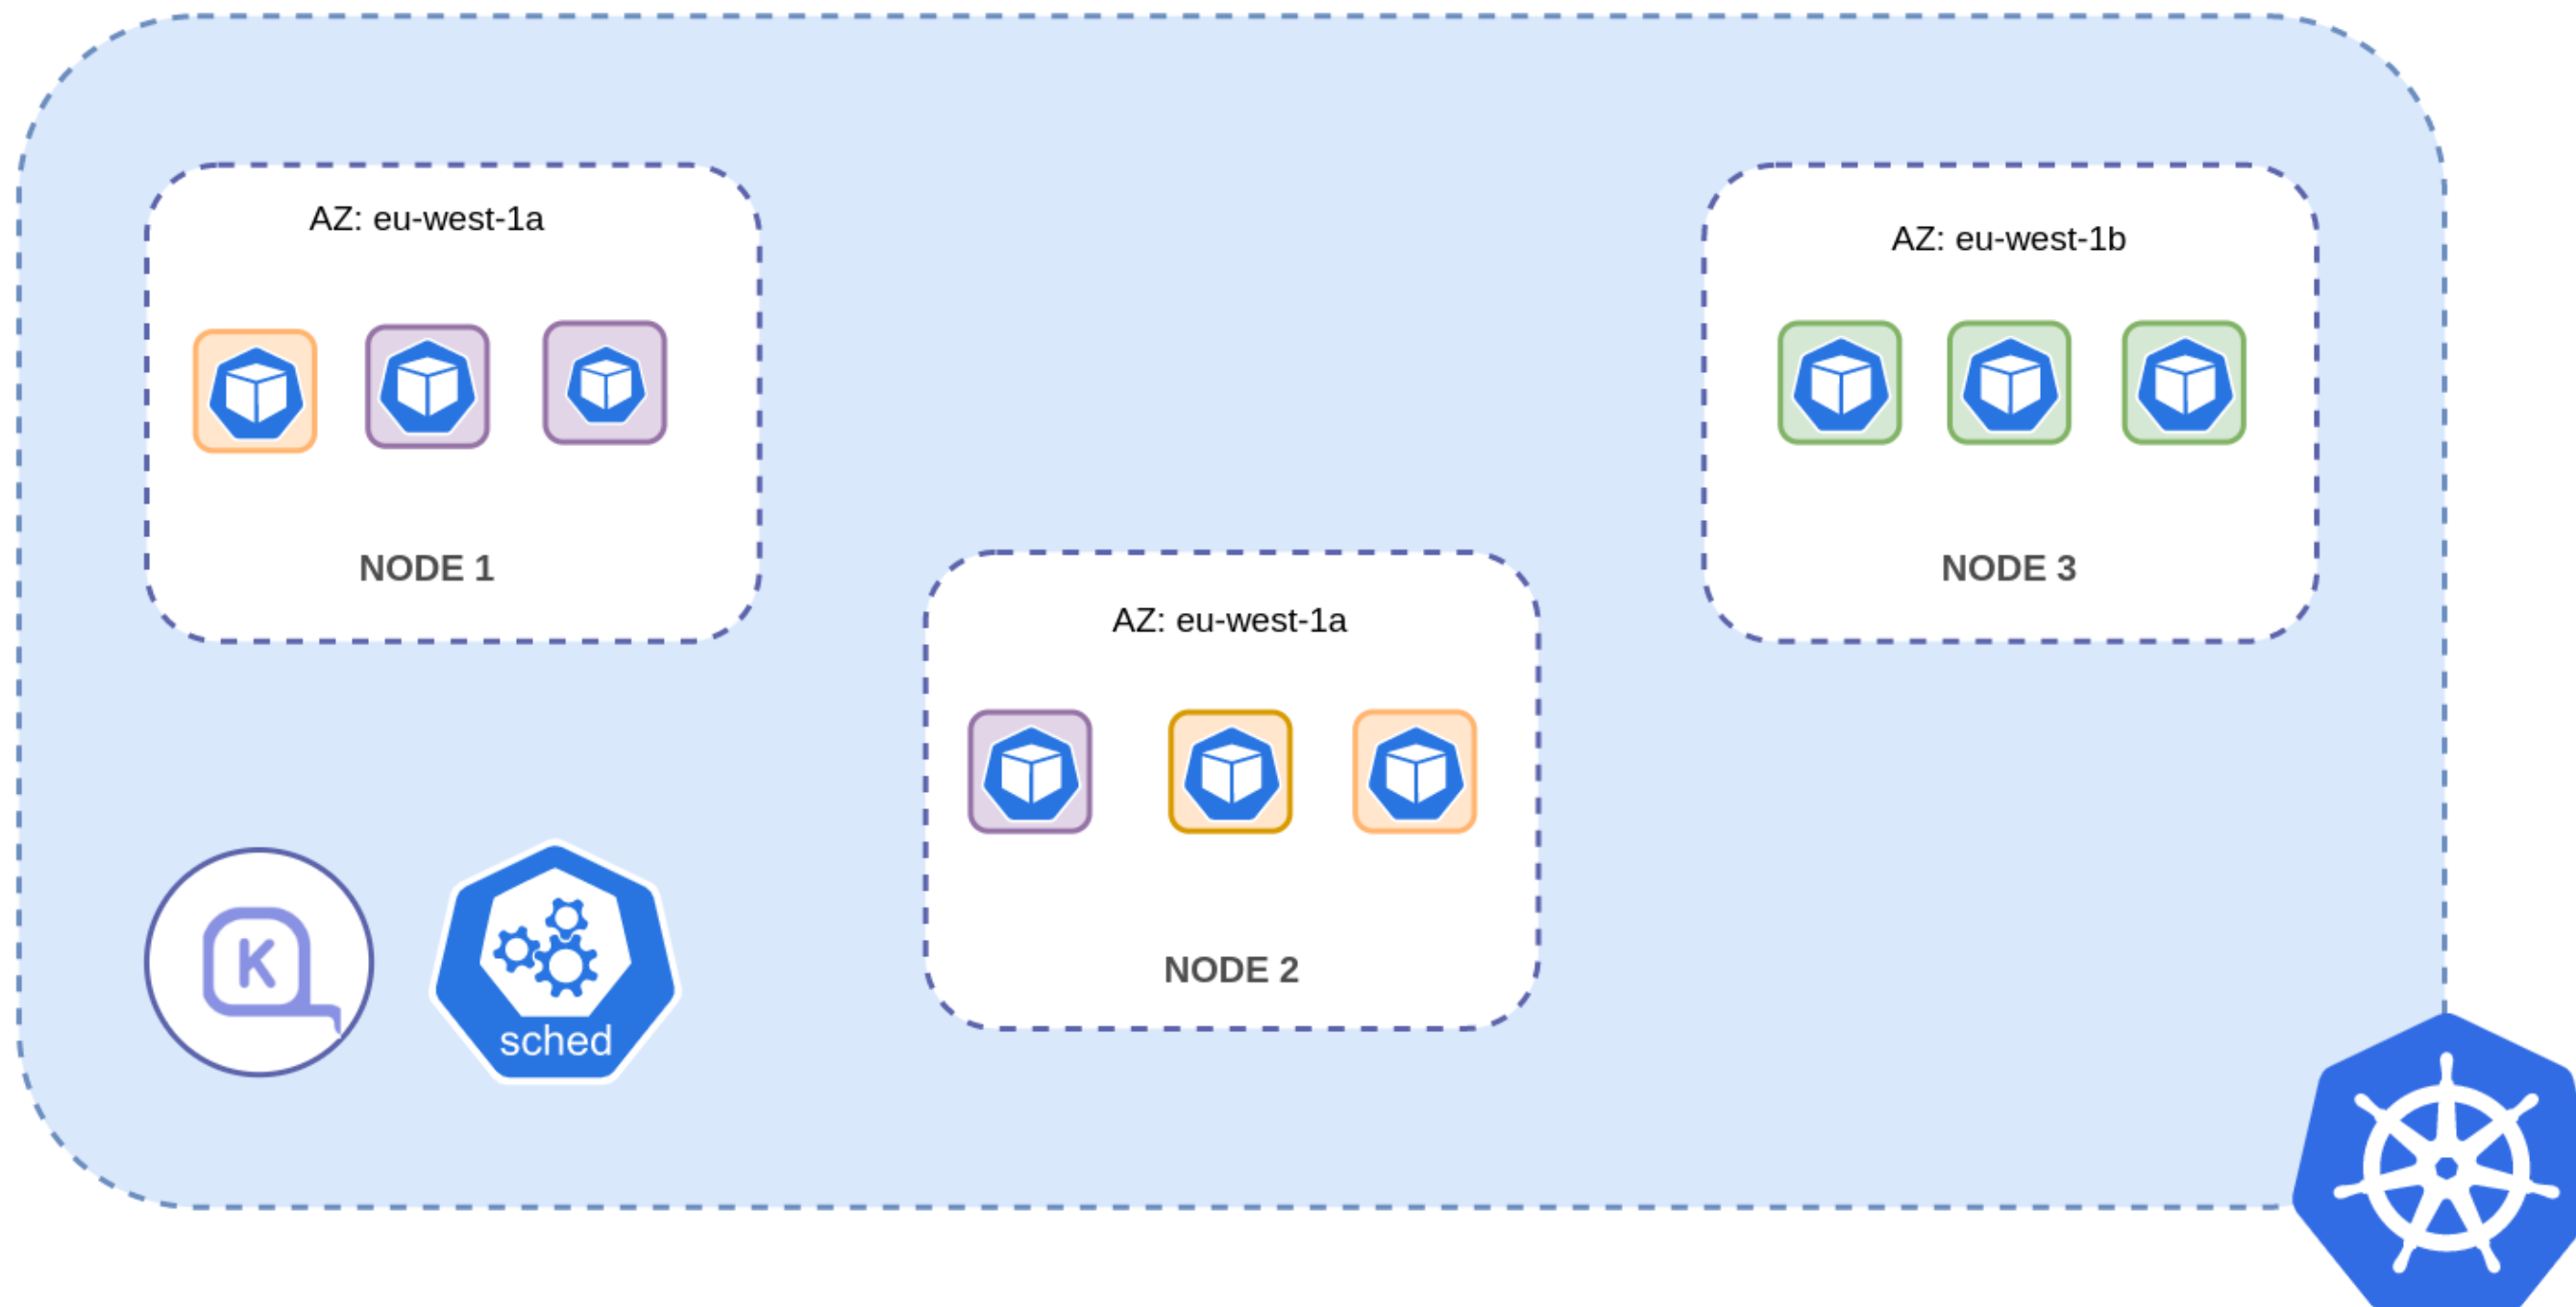 AZ: eu-west-1a
NODE 1
AZ: eu-west-1b
NODE 3
AZ: eu-west-1a
NODE 2
K
sched